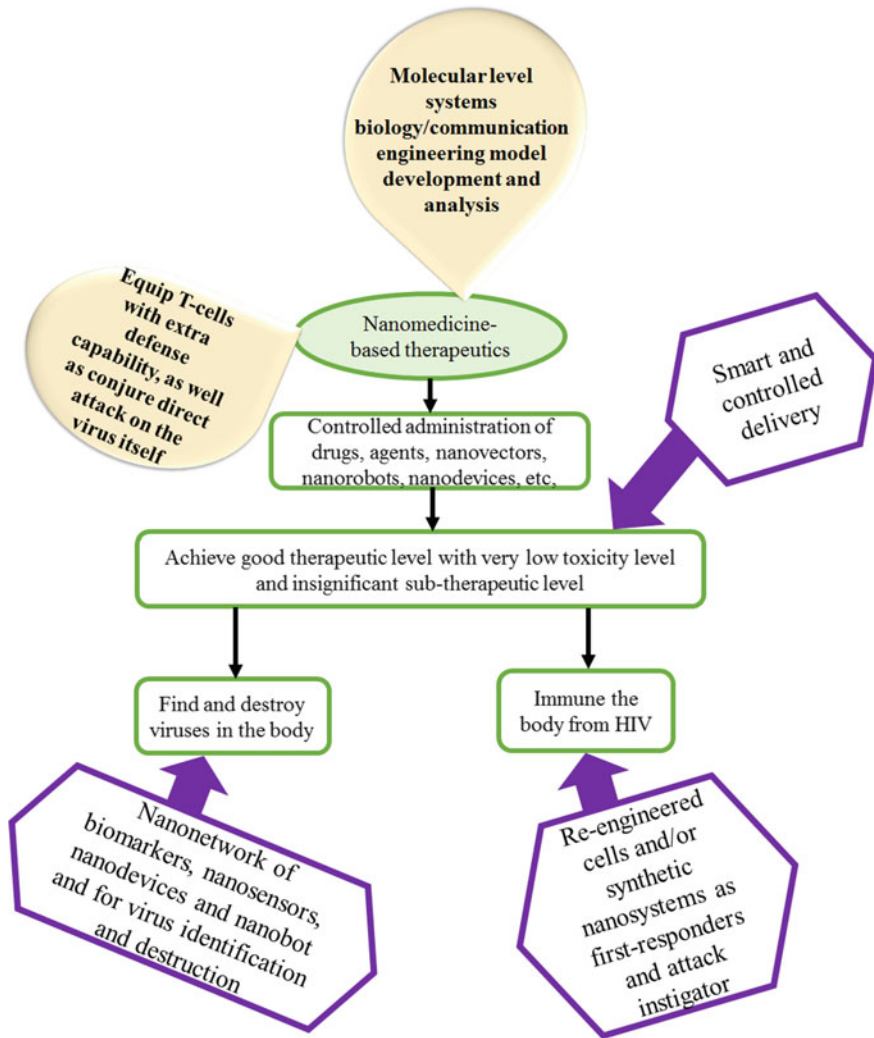 Molecular level
systems
biology/communication
engineering model
development and
analysis
Equip T-cells
with extra
defense
capability, as well
as conjure direct
attack on the
virus itself
Nanomedicine-
based therapeutics
Smart and
controlled
delivery
Controlled administration of
drugs, agents, nanovectors,
nanorobots, nanodevices, etc,
Achieve good therapeutic level with very low toxicity level
and insignificant sub-therapeutic level
Find and destroy
viruses in the body
Immune the
body from HIV
Nanonetwork of
biomarkers, nanosensors,
nanodevices and nanobot
and for virus identification
and destruction
Re-engineered
cells and/or
synthetic
nanosystems as
first-responders
and attack
instigator